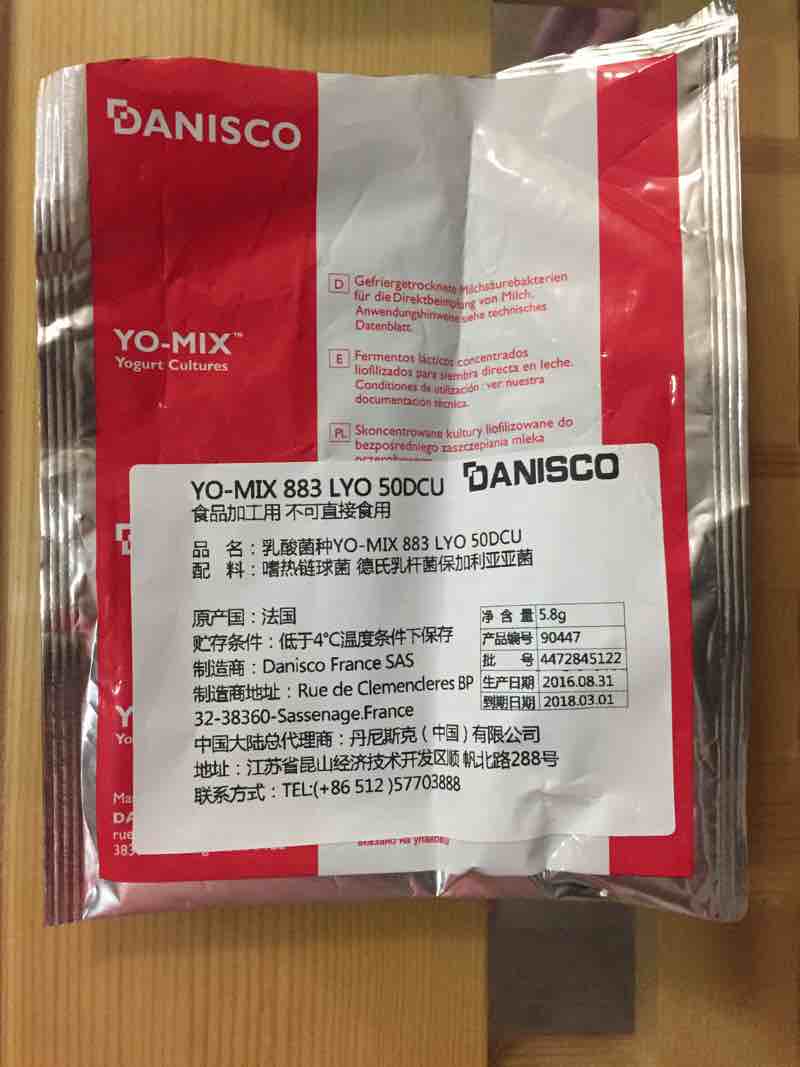 DANISCO
YO-MIX™
Yogurt Cultures
D Gefriergetrocknete Milchsäurebakterien
für die Direktbeimpfung von Milch.
Anwendungshinweise siehe technisches
Datenblatt.
E Fermentos lácticos concentrados
liofilizados para siembra directa en leche.
Conditiones de utilización : ver nuestra
documentación técnica.
PL Skoncentrowane kultury liofilizowane do
bezpośredniego zaszczepiania mleka
DANISCO
YO-MIX 883 LYO 50DCU
食品加工用 不可直接食用
品 名：乳酸菌种YO-MIX 883 LYO 50DCU
配 料：嗜热链球菌 德氏乳杆菌保加利亚亚菌
原产国：法国
贮存条件：低于4°C温度条件下保存
制造商：Danisco France SAS
制造商地址：Rue de Clemencleres BP
32-38360-Sassenage.France
中国大陆总代理商：丹尼斯克（中国）有限公司
地址：江苏省昆山经济技术开发区顺 帆北路288号
联系方式：TEL:(+86 512 )57703888
净 含 量 5.8g
产品编号 90447
批 号 4472845122
生产日期 2016.08.31
到期日期 2018.03.01
Y
Yo
Ma
DA
rue
383